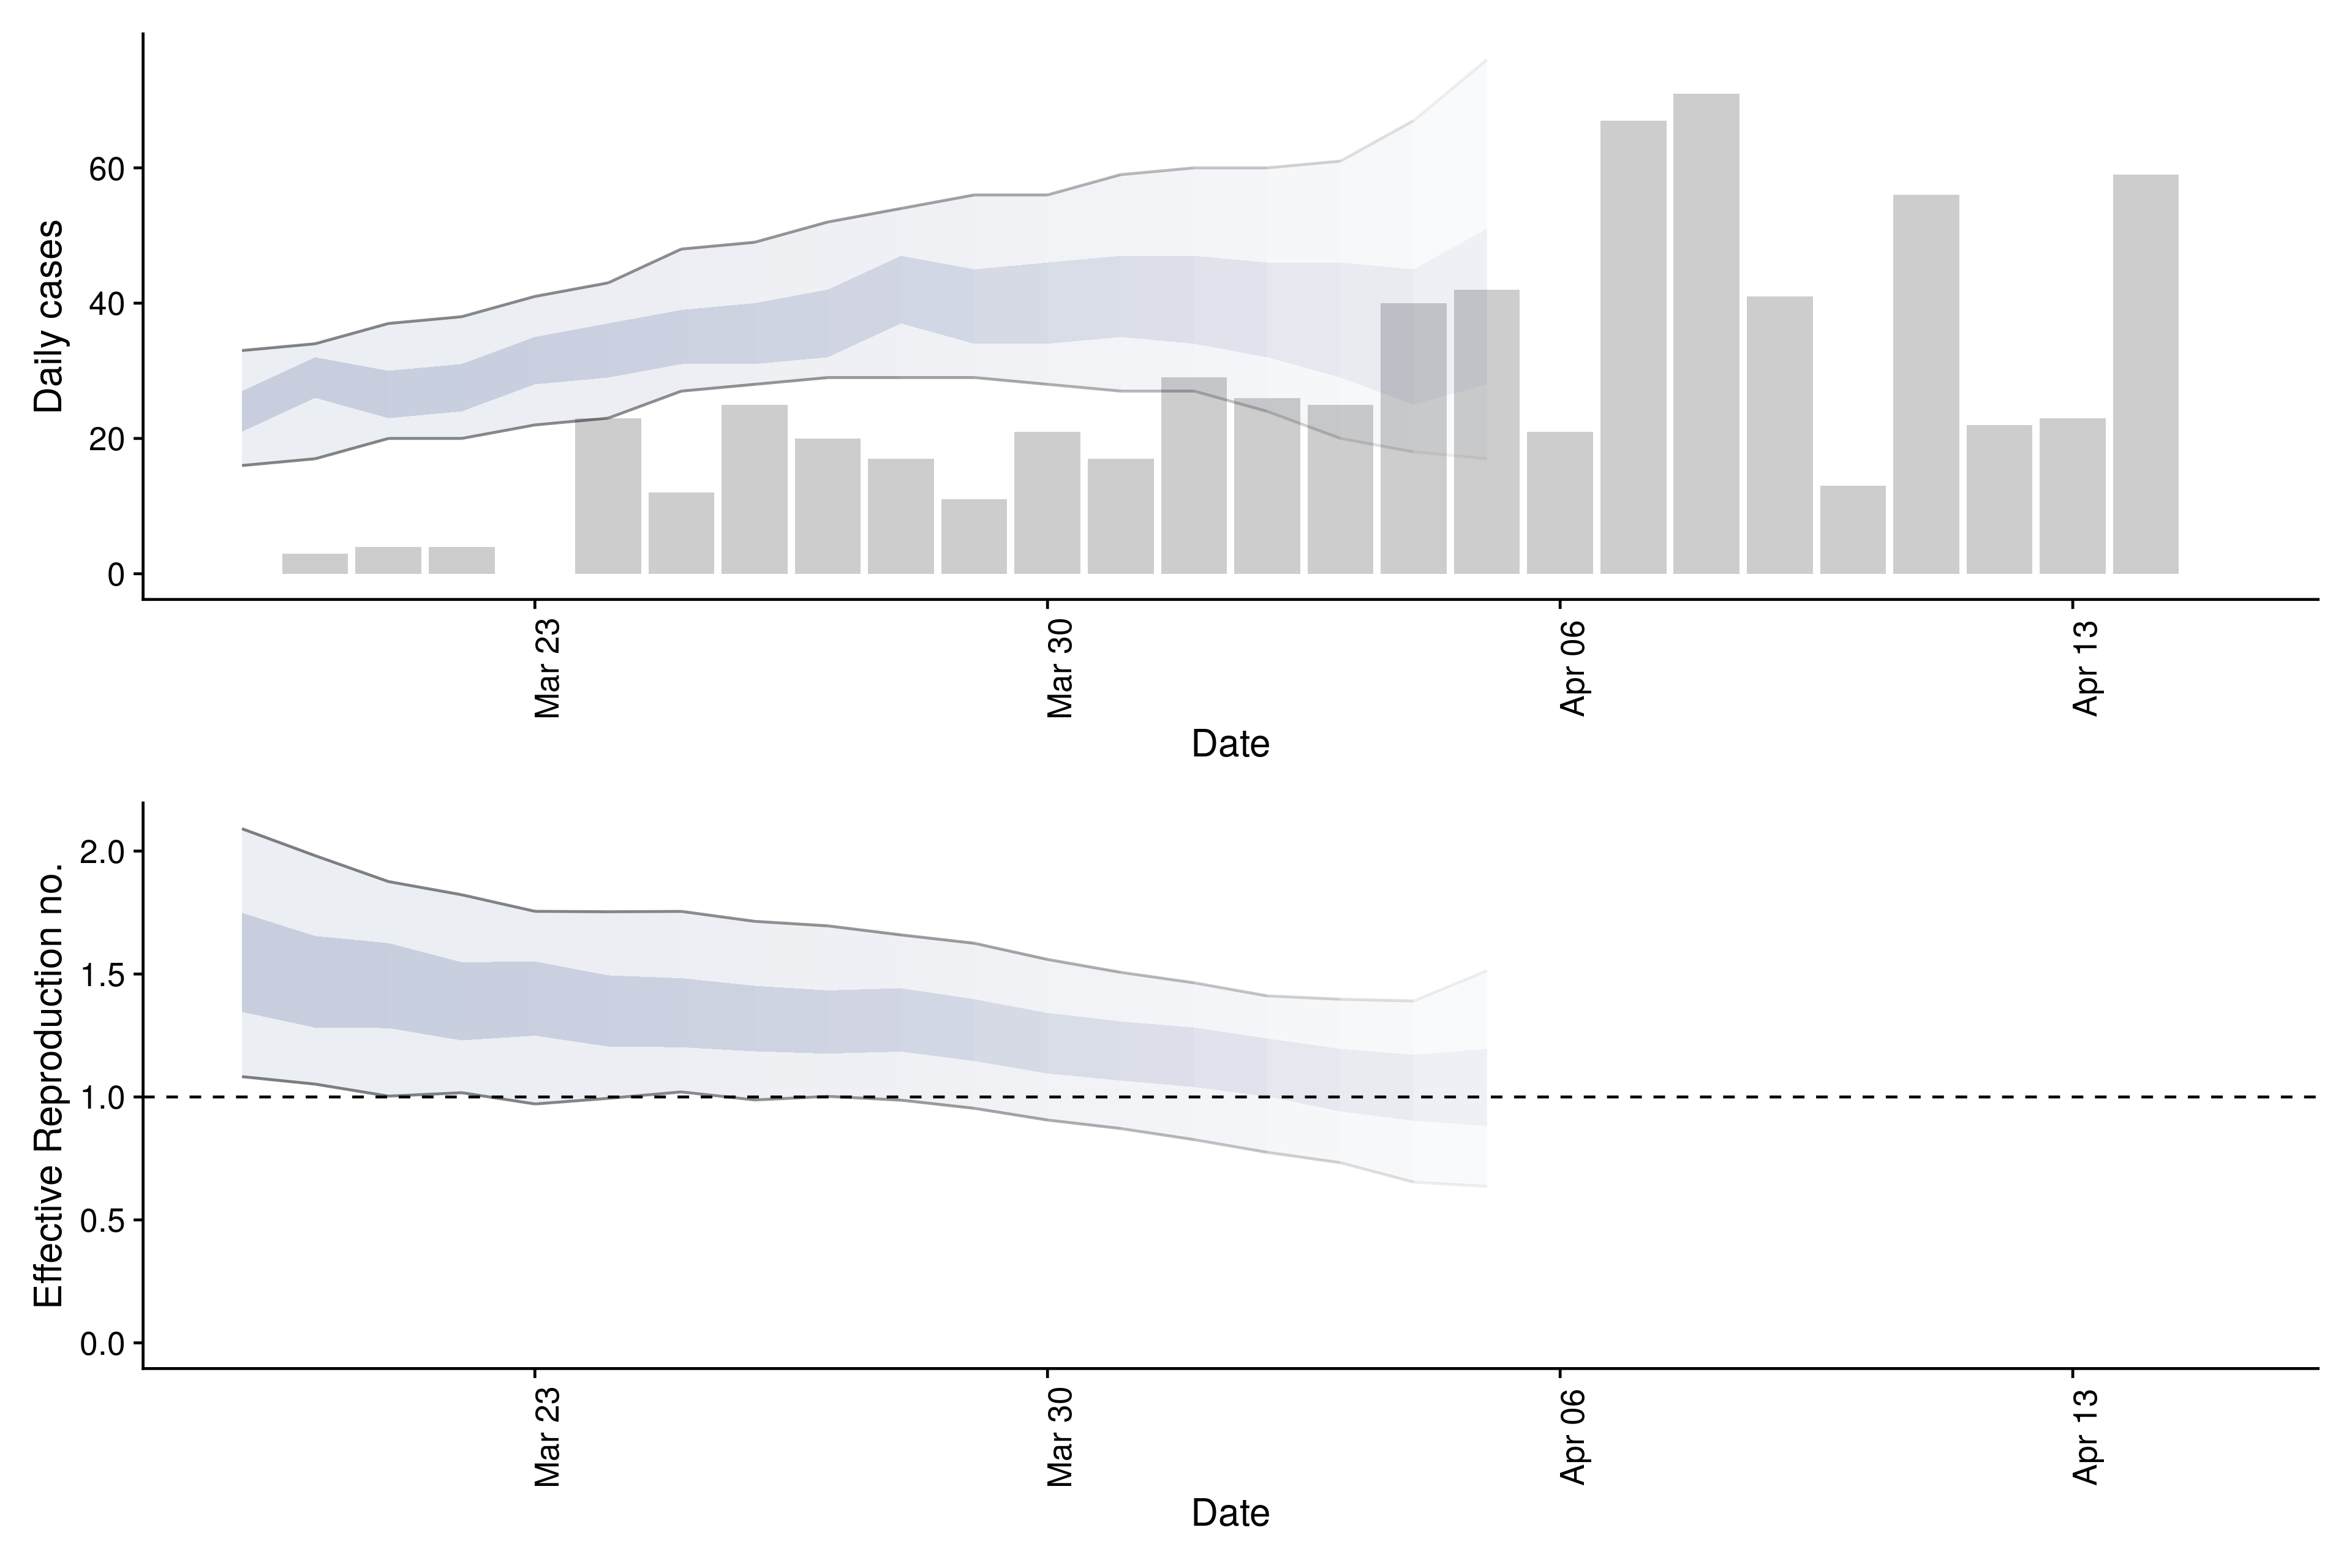 Daily cases
60
40
20
0
Mar 23
Mar 30
Apr 06
Apr 13
Date
Effective Reproduction no.
2.0
1.5
1.0
0.5
0.0
Mar 23
Mar 30
Apr 06
Apr 13
Date